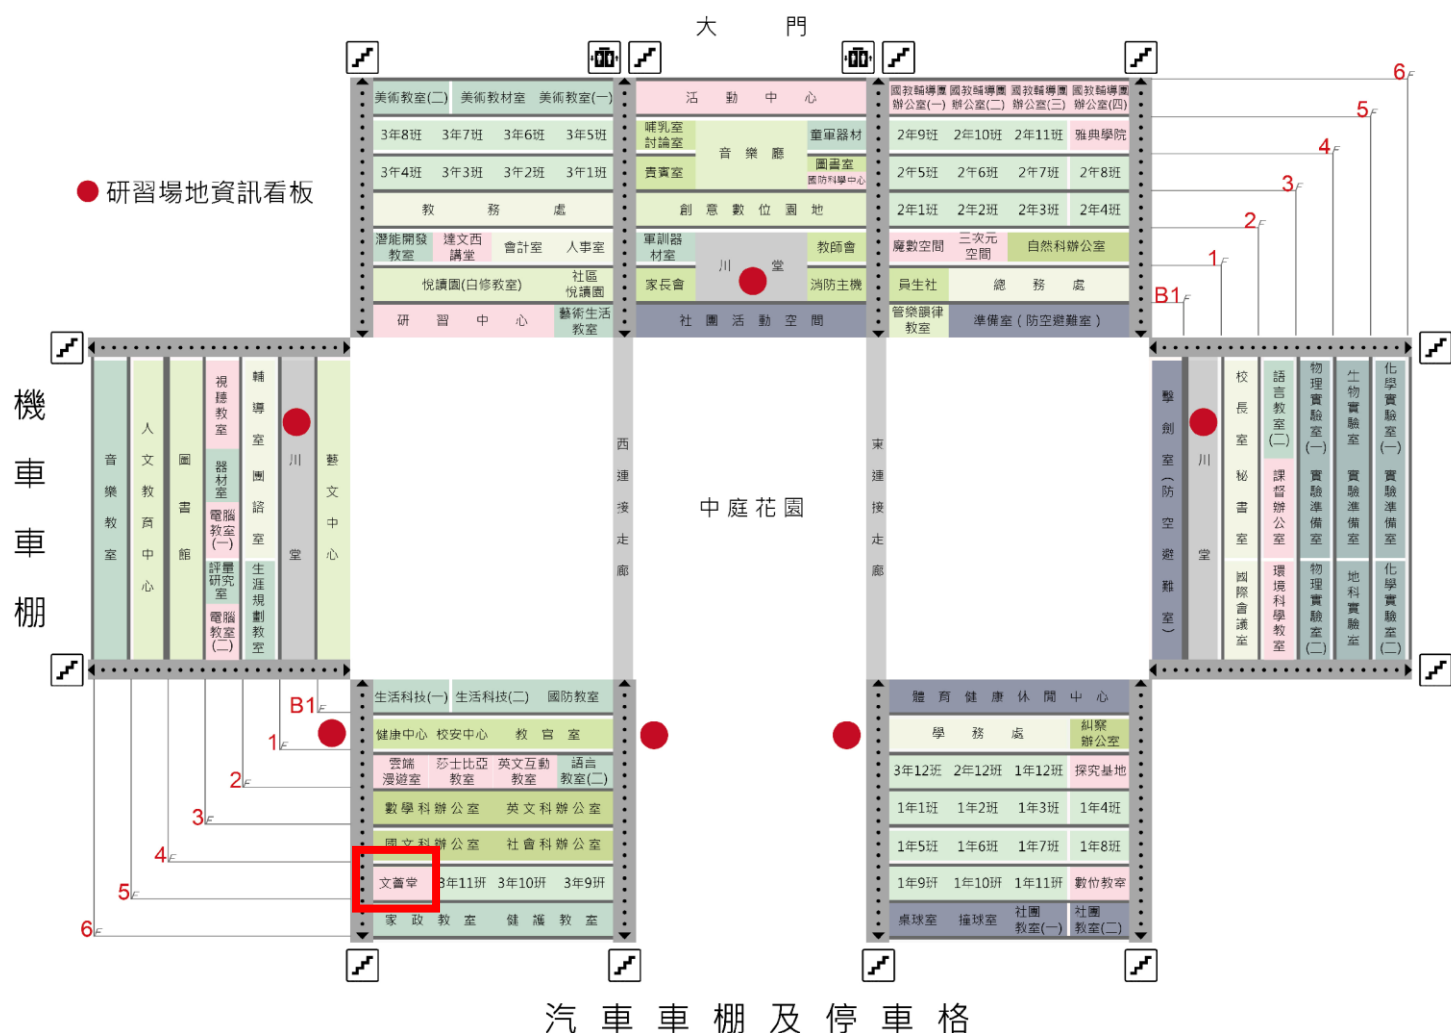 大門
研習場地資訊看板
美術教室(二) 美術教材室 美術教室(一)
3年8班 3年7班 3年6班 3年5班
3年4班 3年3班 3年2班 3年1班
教務處
潛能開發教室 達文西講堂 會計室 人事室
悅讀園(自修教室) 社區悅讀園
研習中心 藝術生活教室
活動中心
哺乳室 討論室 音樂廳 童軍器材
貴賓室 圖書室 國防科學中心
創意數位園地
軍訓器材室 川堂 教師會
家長會 消防主機
社團活動空間
國教輔導團辦公室(一) 國教輔導團辦公室(二) 國教輔導團辦公室(三) 國教輔導團辦公室(四)
2年9班 2年10班 2年11班 雅典學院
2年5班 2年6班 2年7班 2年8班
2年1班 2年2班 2年3班 2年4班
魔數空間 三次元空間 自然科辦公室
員生社 總務處
管樂韻律教室 準備室(防空避難室)
6F
5F
4F
3F
2F
1F
B1F
機車車棚
音樂教室
人文教育中心
圖書館
視聽教室 器材室 電腦教室(一) 評量研究室 電腦教室(二)
輔導室 團諮室 生涯規劃教室
川堂
藝文中心
西連接走廊
中庭花園
東連接走廊
擊劍室(防空避難室)
川堂
校長室 秘書室 國際會議室
語言教室(二) 課督辦公室 環境科學教室
物理實驗室(一) 實驗準備室 物理實驗室(二)
生物實驗室 實驗準備室 地科實驗室
化學實驗室(一) 實驗準備室 化學實驗室(二)
B1F
1F
2F
3F
4F
5F
6F
生活科技(一) 生活科技(二) 國防教室
健康中心 校安中心 教官室
雲端漫遊室 莎士比亞教室 英文互動教室 語言教室(二)
數學科辦公室 英文科辦公室
國文科辦公室 社會科辦公室
文薈堂 3年11班 3年10班 3年9班
家政教室 健護教室
體育健康休閒中心
學務處 糾察辦公室
3年12班 2年12班 1年12班 探究基地
1年1班 1年2班 1年3班 1年4班
1年5班 1年6班 1年7班 1年8班
1年9班 1年10班 1年11班 數位教室
桌球室 撞球室 社團教室(一) 社團教室(二)
汽車車棚及停車格